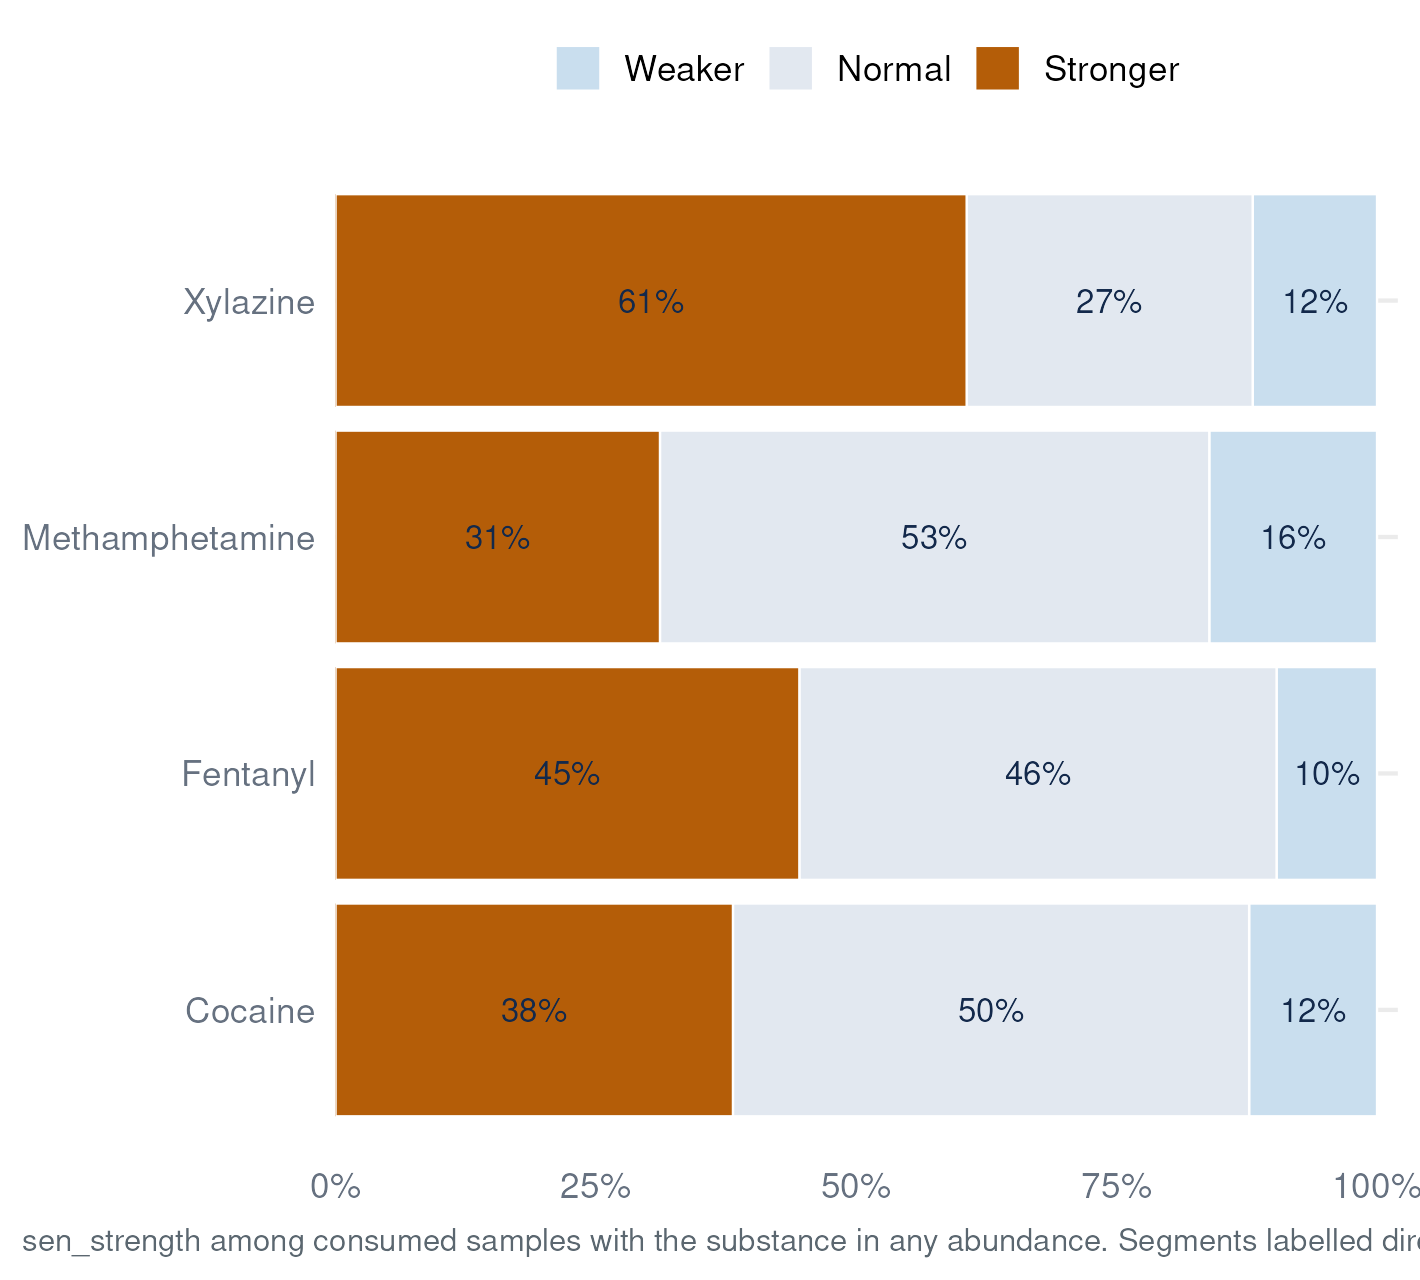 Weaker Normal Stronger
Xylazine 61% 27% 12%
Methamphetamine 31% 53% 16%
Fentanyl 45% 46% 10%
Cocaine 38% 50% 12%
0% 25% 50% 75% 100%
sen_strength among consumed samples with the substance in any abundance. Segments labelled